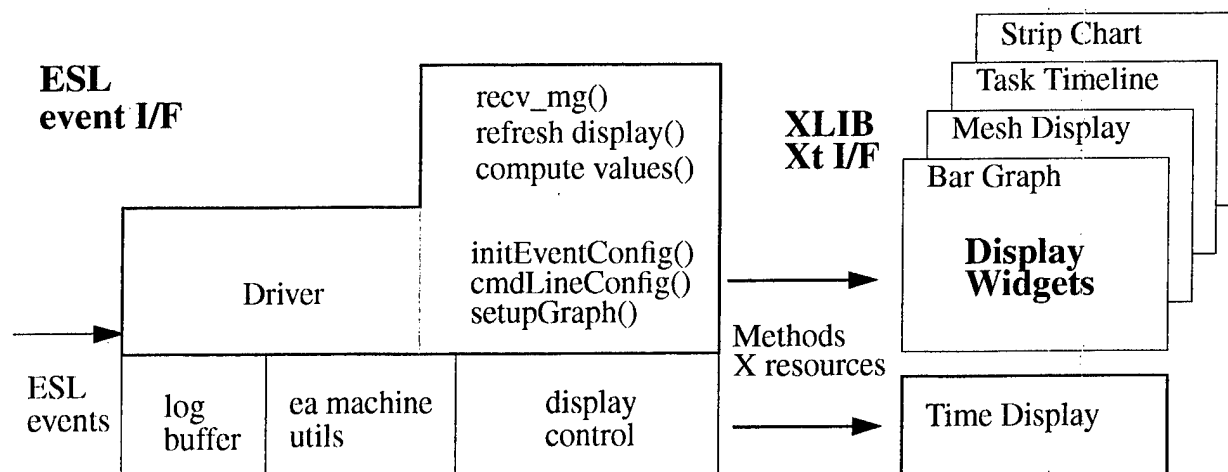 ESL
event I/F
recv_mg()
refresh display()
compute values()
initEventConfig()
cmdLineConfig()
setupGraph()
Driver
ESL
events
log
buffer
ea machine
utils
display
control
XLIB
Xt I/F
Methods
X resources
Strip Chart
Task Timeline
Mesh Display
Bar Graph
Display
Widgets
Time Display